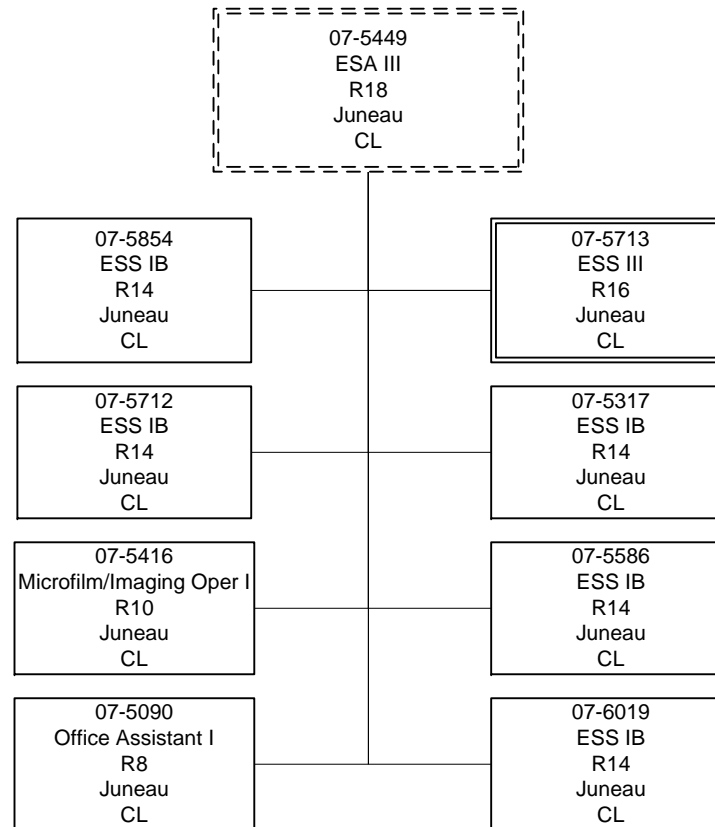 07-5449
ESA III
R18
Juneau
CL
07-5854
ESS IB
R14
Juneau
CL
07-5713
ESS III
R16
Juneau
CL
07-5712
ESS IB
R14
Juneau
CL
07-5317
ESS IB
R14
Juneau
CL
07-5416
Microfilm/Imaging Oper I
R10
Juneau
CL
07-5586
ESS IB
R14
Juneau
CL
07-5090
Office Assistant I
R8
Juneau
CL
07-6019
ESS IB
R14
Juneau
CL